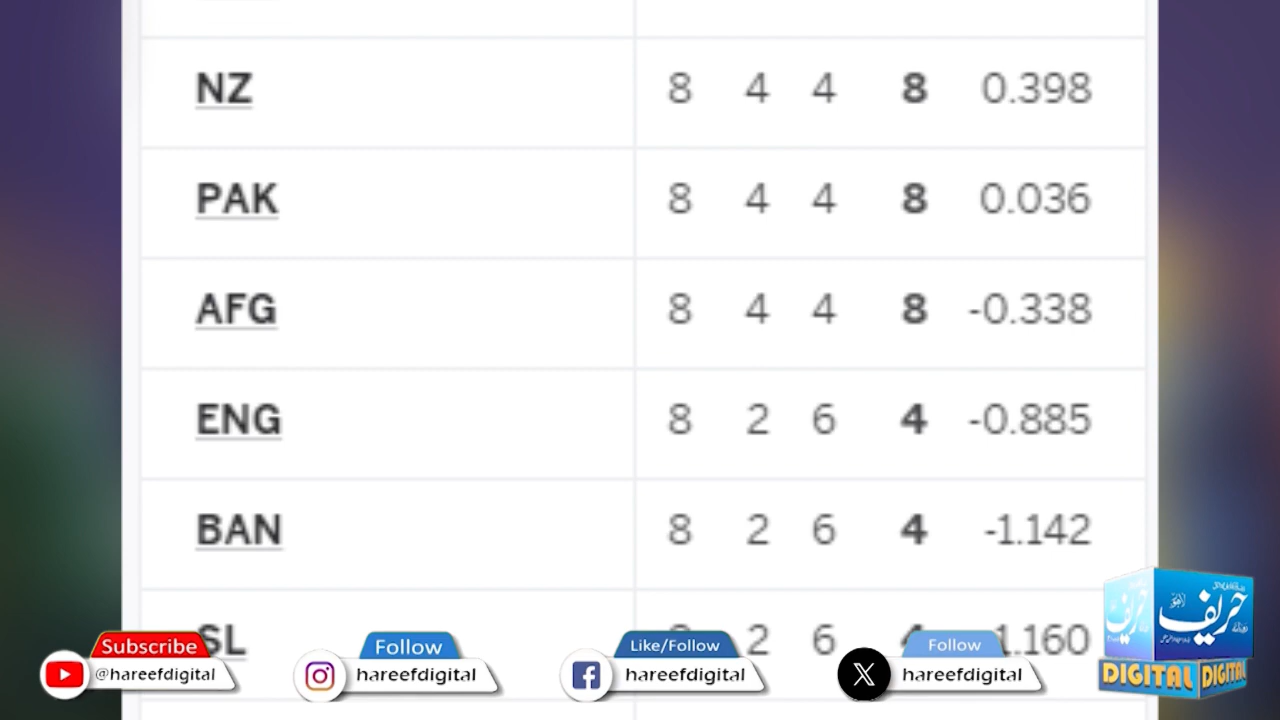 NZ 8 4 4 8 0.398
PAK 8 4 4 8 0.036
AFG 8 4 4 8 -0.338
ENG 8 2 6 4 -0.885
BAN 8 2 6 4 -1.142
SL 2 6 1.160
Subscribe
@hareefdigital
Follow
hareefdigital
Like/Follow
hareefdigital
Follow
hareefdigital
حریف
حریف
DIGITAL DIGITAL